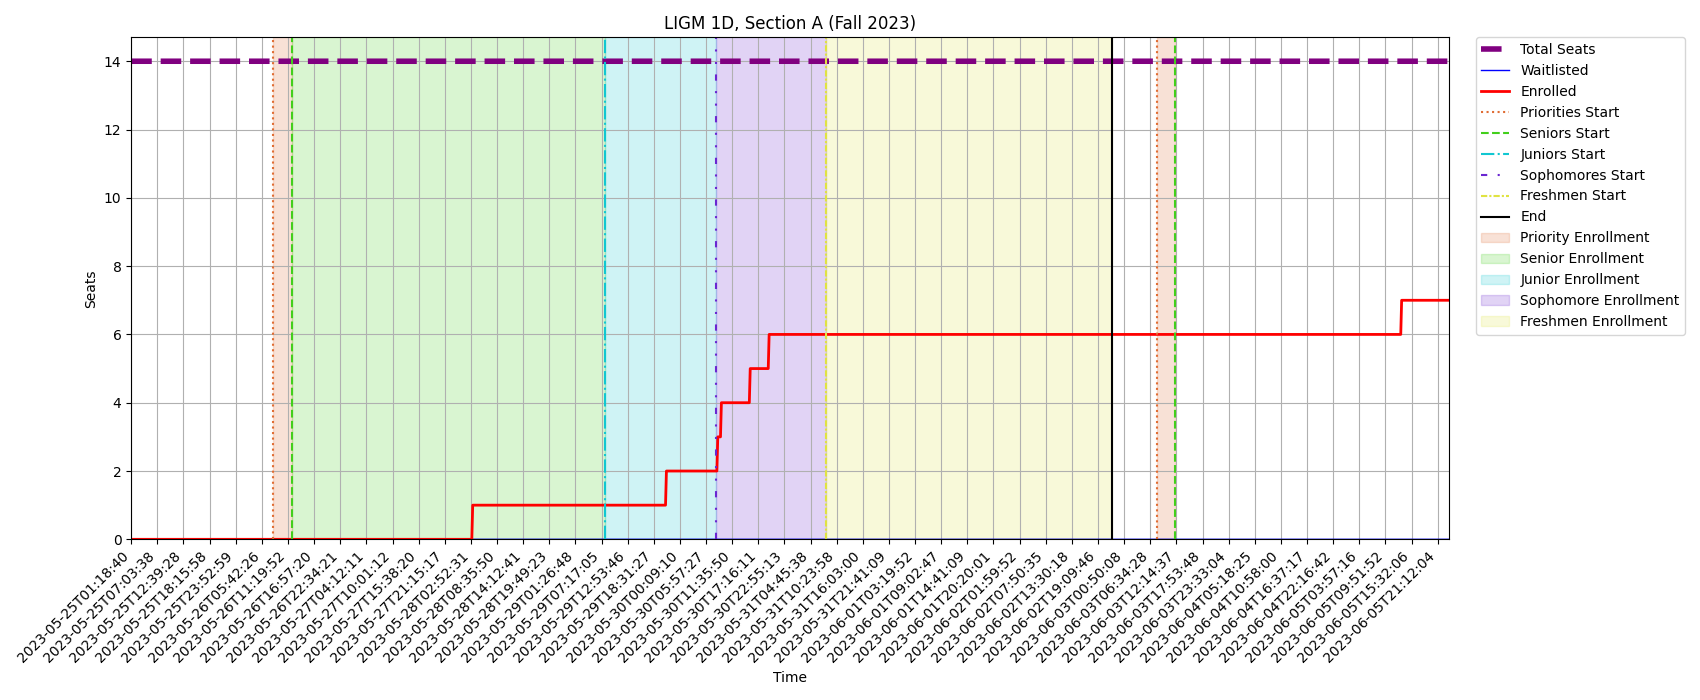 LIGM 1D, Section A (Fall 2023)
Seats
14
12
10
8
6
4
2
0
2023-05-25T01:18:40
2023-05-25T07:03:38
2023-05-25T12:39:28
2023-05-25T18:15:58
2023-05-25T23:52:59
2023-05-26T05:42:26
2023-05-26T11:19:52
2023-05-26T16:57:20
2023-05-26T22:34:21
2023-05-27T04:12:11
2023-05-27T10:01:12
2023-05-27T15:38:20
2023-05-27T21:15:17
2023-05-28T02:52:31
2023-05-28T08:35:50
2023-05-28T14:12:41
2023-05-28T19:49:23
2023-05-29T01:26:48
2023-05-29T07:17:05
2023-05-29T12:53:46
2023-05-29T18:31:27
2023-05-30T00:09:10
2023-05-30T05:57:27
2023-05-30T11:35:50
2023-05-30T17:16:11
2023-05-30T22:55:13
2023-05-31T04:45:38
2023-05-31T10:23:58
2023-05-31T16:03:00
2023-05-31T21:41:09
2023-06-01T03:19:52
2023-06-01T09:02:47
2023-06-01T14:41:09
2023-06-01T20:20:01
2023-06-02T01:59:52
2023-06-02T07:50:35
2023-06-02T13:30:18
2023-06-02T19:09:46
2023-06-03T00:50:08
2023-06-03T06:34:28
2023-06-03T12:14:37
2023-06-03T17:53:48
2023-06-03T23:33:04
2023-06-04T05:18:25
2023-06-04T10:58:00
2023-06-04T16:37:17
2023-06-04T22:16:42
2023-06-05T03:57:16
2023-06-05T09:51:52
2023-06-05T15:32:06
2023-06-05T21:12:04
Time
Total Seats
Waitlisted
Enrolled
Priorities Start
Seniors Start
Juniors Start
Sophomores Start
Freshmen Start
End
Priority Enrollment
Senior Enrollment
Junior Enrollment
Sophomore Enrollment
Freshmen Enrollment